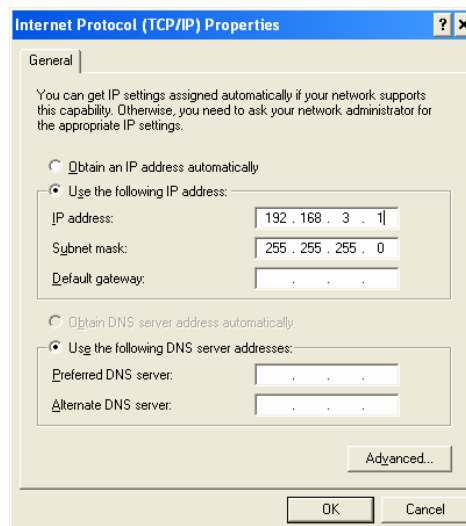 Internet Protocol (TCP/IP) Properties
General
You can get IP settings assigned automatically if your network supports
this capability. Otherwise, you need to ask your network administrator for
the appropriate IP settings.
Obtain an IP address automatically
Use the following IP address:
IP address: 192 . 168 . 3 . 1
Subnet mask: 255 . 255 . 255 . 0
Default gateway: . . .
Obtain DNS server address automatically
Use the following DNS server addresses:
Preferred DNS server: . . .
Alternate DNS server: . . .
Advanced...
OK Cancel